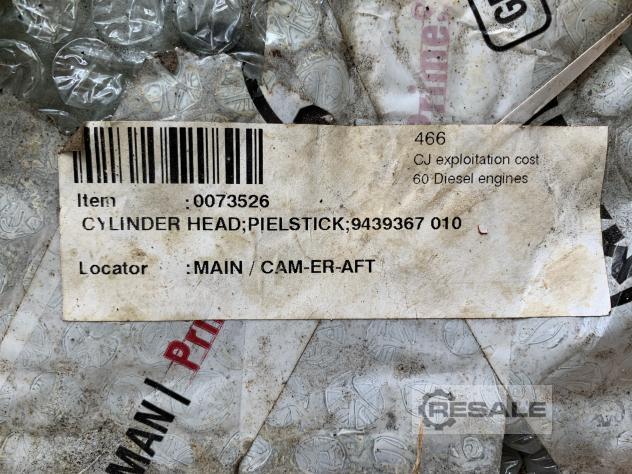 466
CJ exploitation cost
60 Diesel engines
Item :0073526
CYLINDER HEAD;PIELSTICK;9439367 010
Locator :MAIN / CAM-ER-AFT
Prime
MAN / Pri
RESALE